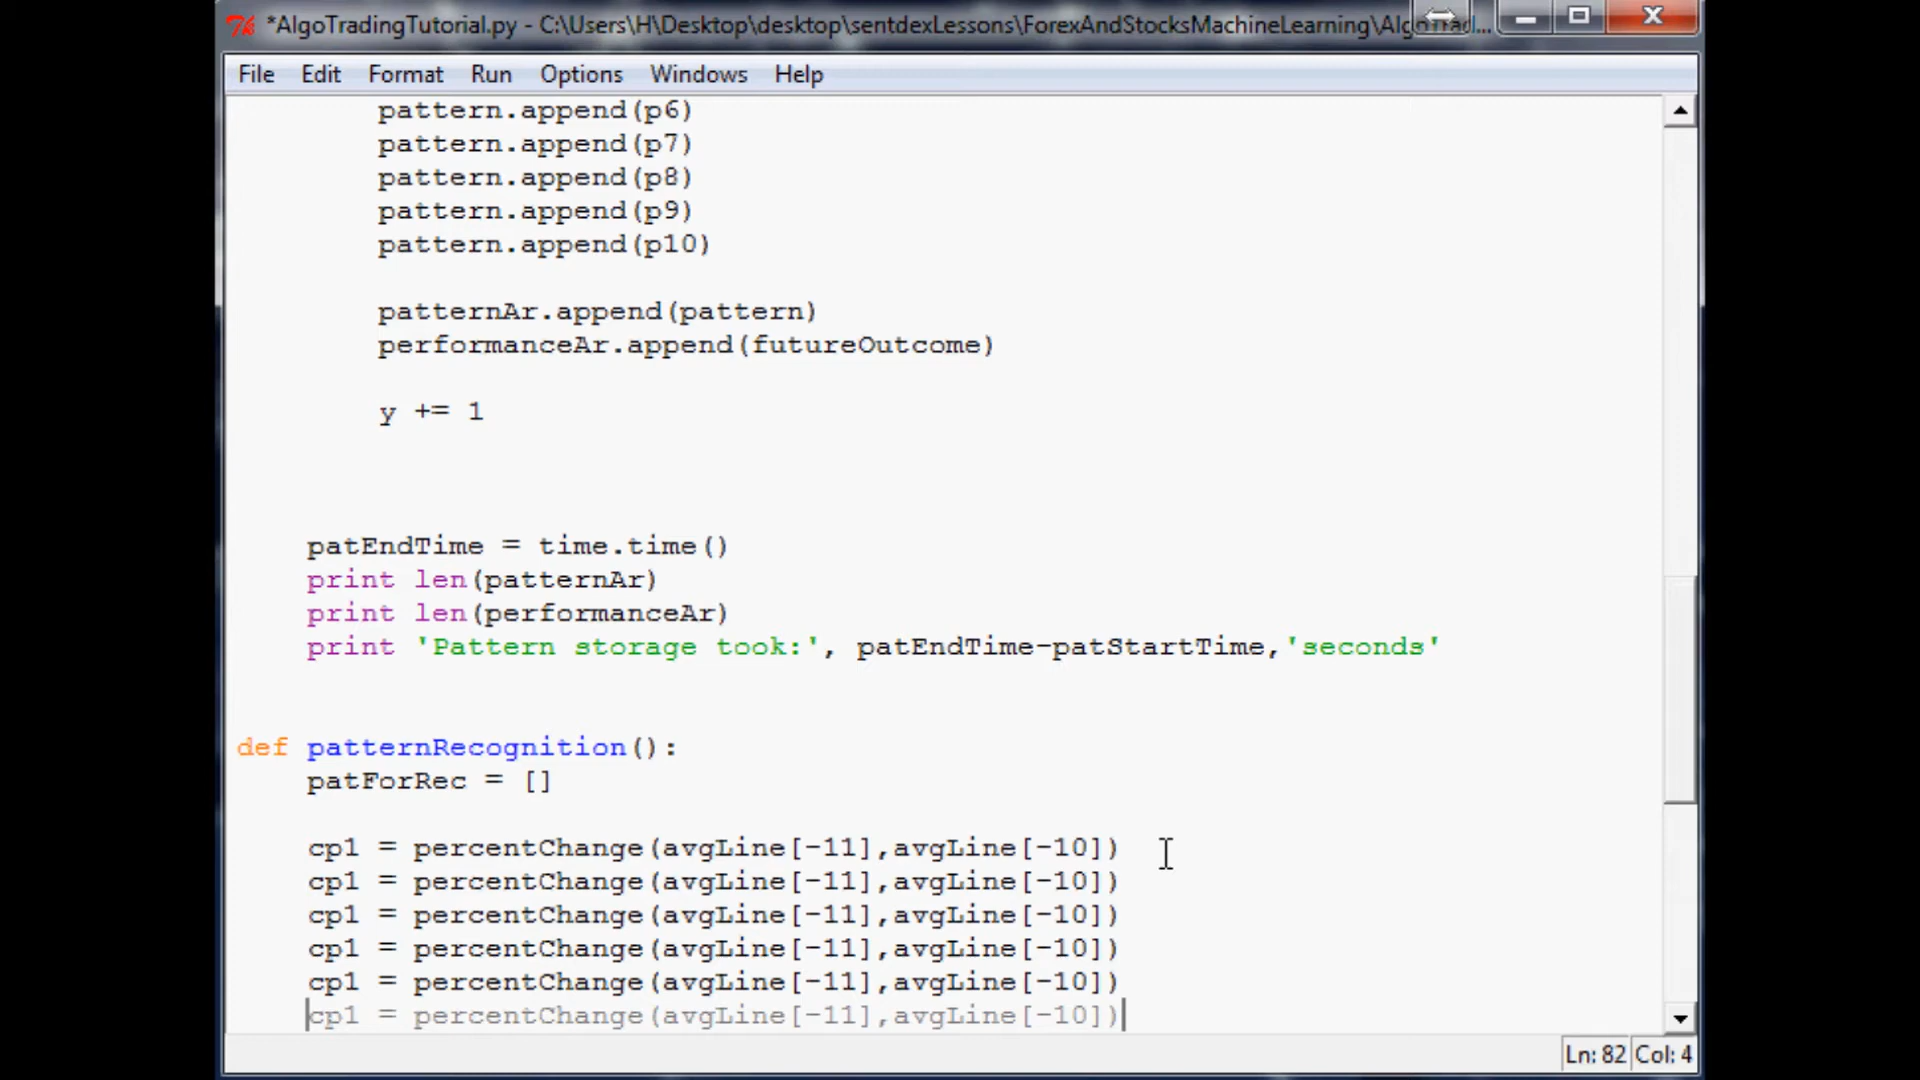 *AlgoTradingTutorial.py - C:\Users\H\Desktop\desktop\sentdexLessons\ForexAndStocksMachineLearning\AlgoTrad...
File Edit Format Run Options Windows Help
pattern.append(p6)
pattern.append(p7)
pattern.append(p8)
pattern.append(p9)
pattern.append(p10)
patternAr.append(pattern)
performanceAr.append(futureOutcome)
y += 1
patEndTime = time.time()
print len(patternAr)
print len(performanceAr)
print 'Pattern storage took:', patEndTime-patStartTime,'seconds'
def patternRecognition():
patForRec = []
cp1 = percentChange(avgLine[-11],avgLine[-10])
cp1 = percentChange(avgLine[-11],avgLine[-10])
cp1 = percentChange(avgLine[-11],avgLine[-10])
cp1 = percentChange(avgLine[-11],avgLine[-10])
cp1 = percentChange(avgLine[-11],avgLine[-10])
cp1 = percentChange(avgLine[-11],avgLine[-10])
Ln: 82 Col: 4